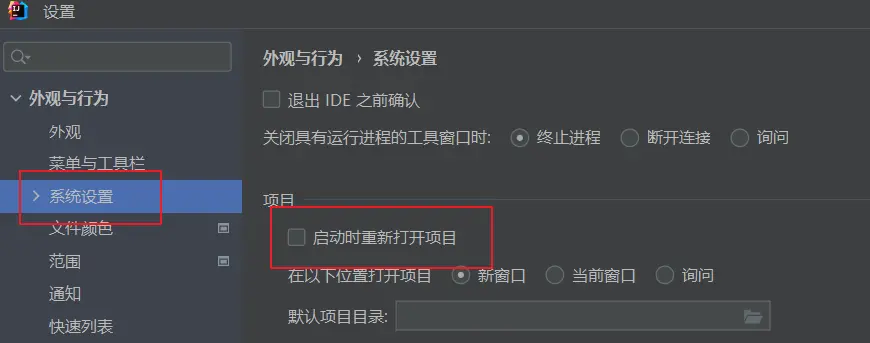 设置
外观与行为
外观
菜单与工具栏
系统设置
文件颜色
范围
通知
快速列表
外观与行为 › 系统设置
退出 IDE 之前确认
关闭具有运行进程的工具窗口时: 终止进程 断开连接 询问
项目
启动时重新打开项目
在以下位置打开项目 新窗口 当前窗口 询问
默认项目目录: